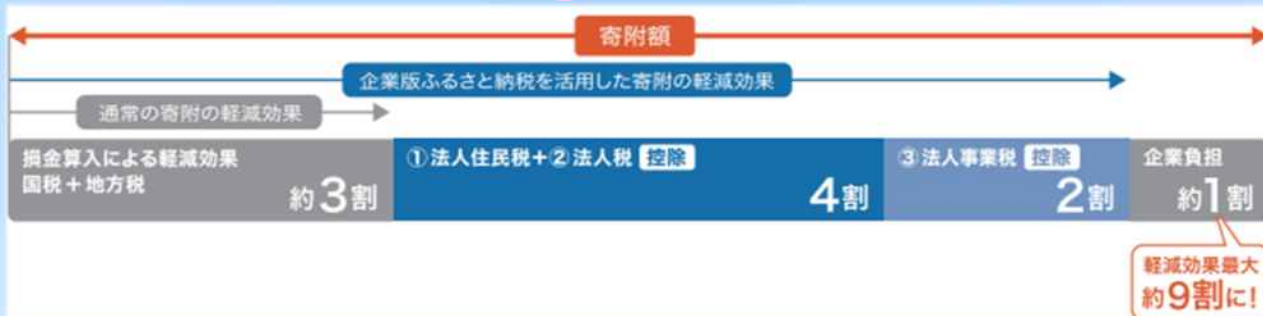 寄附額
企業版ふるさと納税を活用した寄附の軽減効果
通常の寄附の軽減効果
損金算入による軽減効果
国税+地方税
約3割
①法人住民税+②法人税 控除
4割
③法人事業税 控除
2割
企業負担
約1割
軽減効果最大
約9割に!